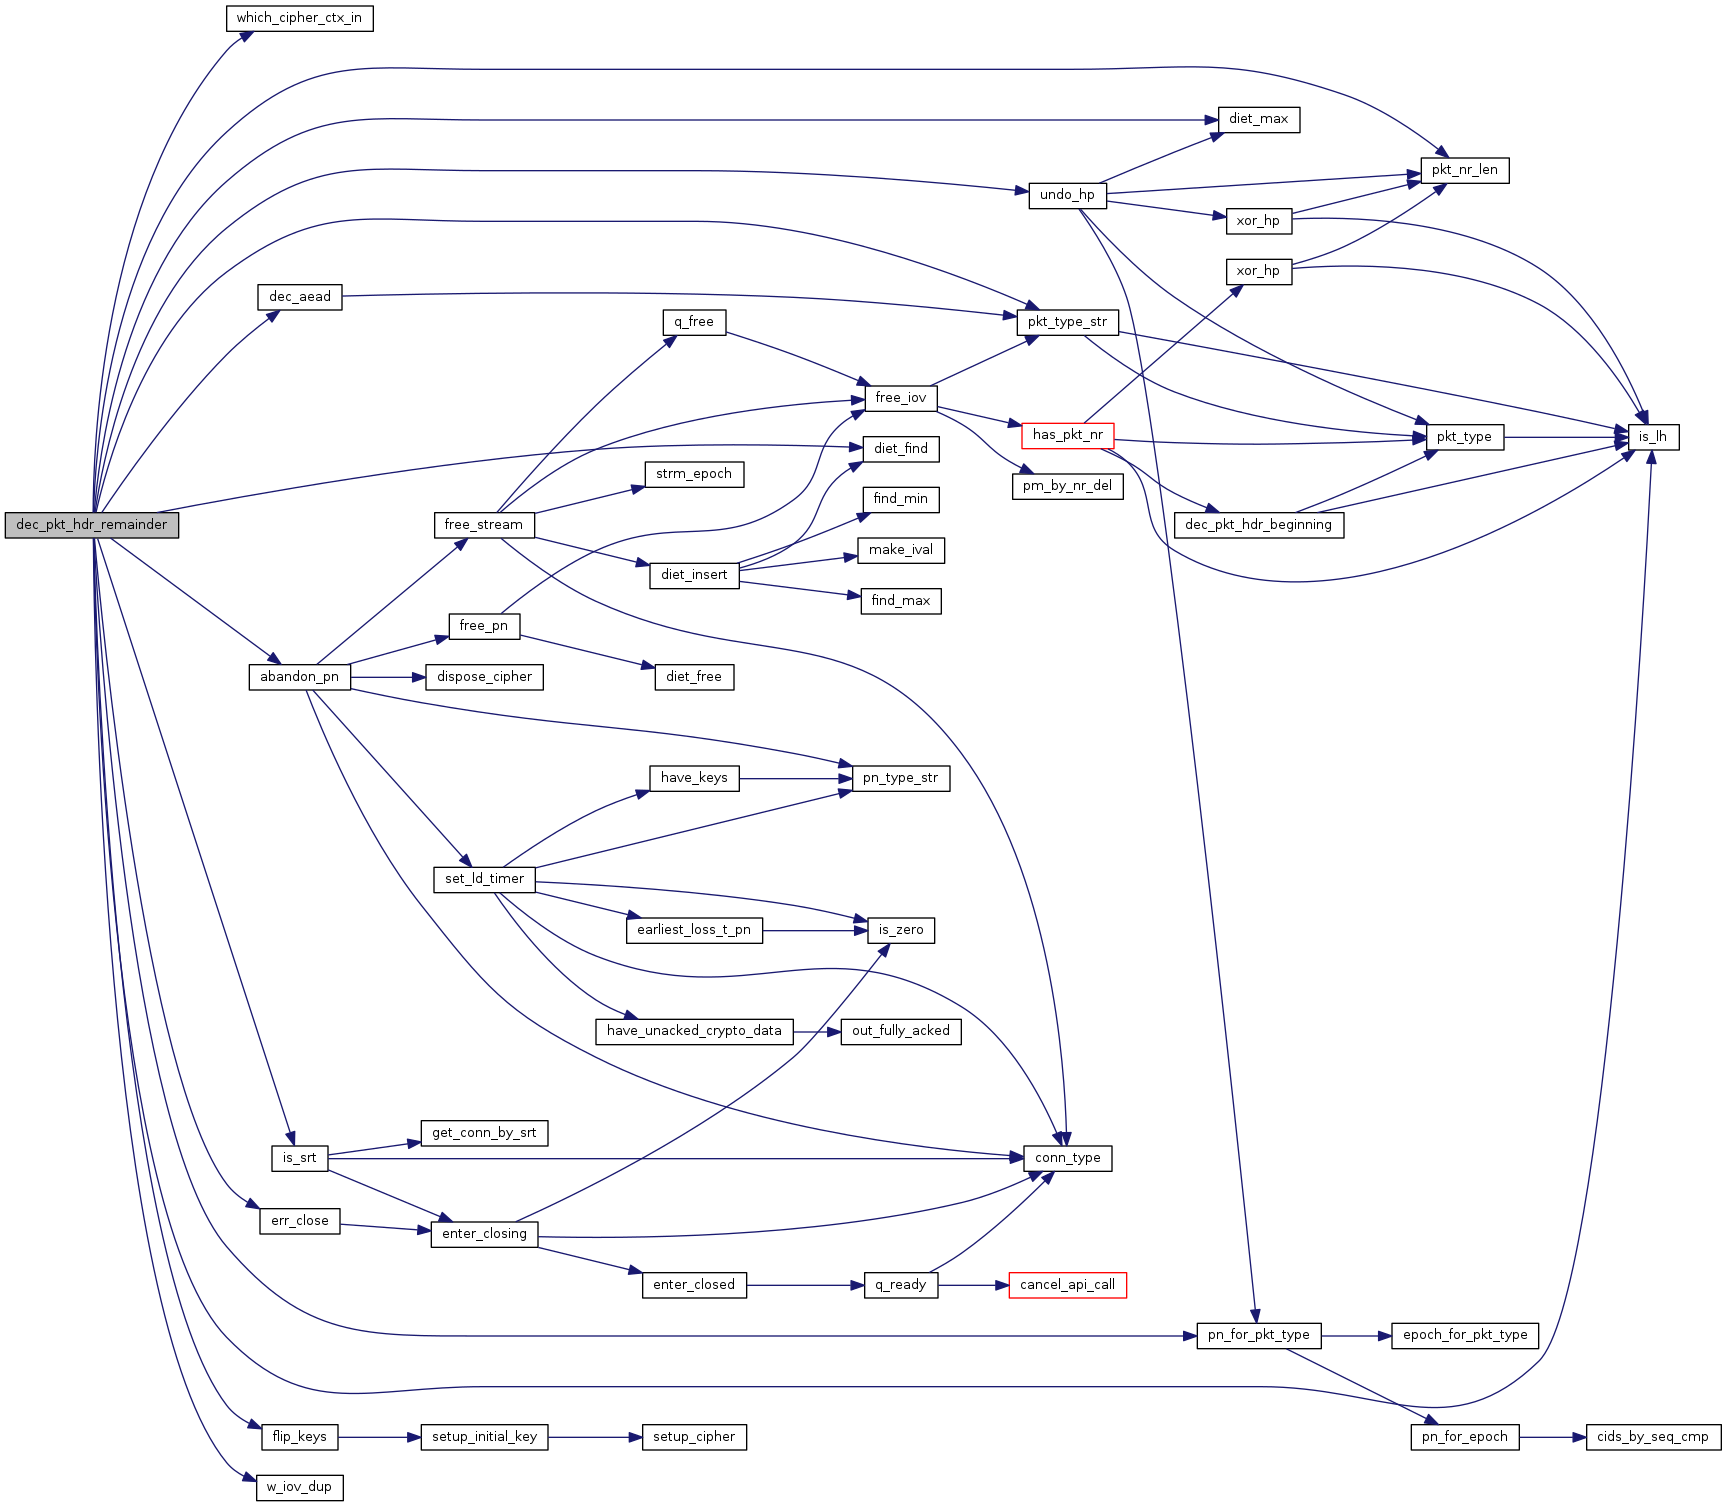 which_cipher_ctx_in
diet_max
pkt_nr_len
undo_hp
xor_hp
xor_hp
dec_aead
q_free
pkt_type_str
free_iov
has_pkt_nr
pkt_type
is_lh
diet_find
strm_epoch
pm_by_nr_del
find_min
dec_pkt_hdr_remainder
free_stream
dec_pkt_hdr_beginning
make_ival
diet_insert
find_max
free_pn
abandon_pn
dispose_cipher
diet_free
have_keys
pn_type_str
set_ld_timer
earliest_loss_t_pn
is_zero
have_unacked_crypto_data
out_fully_acked
get_conn_by_srt
is_srt
conn_type
err_close
enter_closing
enter_closed
q_ready
cancel_api_call
pn_for_pkt_type
epoch_for_pkt_type
flip_keys
setup_initial_key
setup_cipher
pn_for_epoch
cids_by_seq_cmp
w_iov_dup